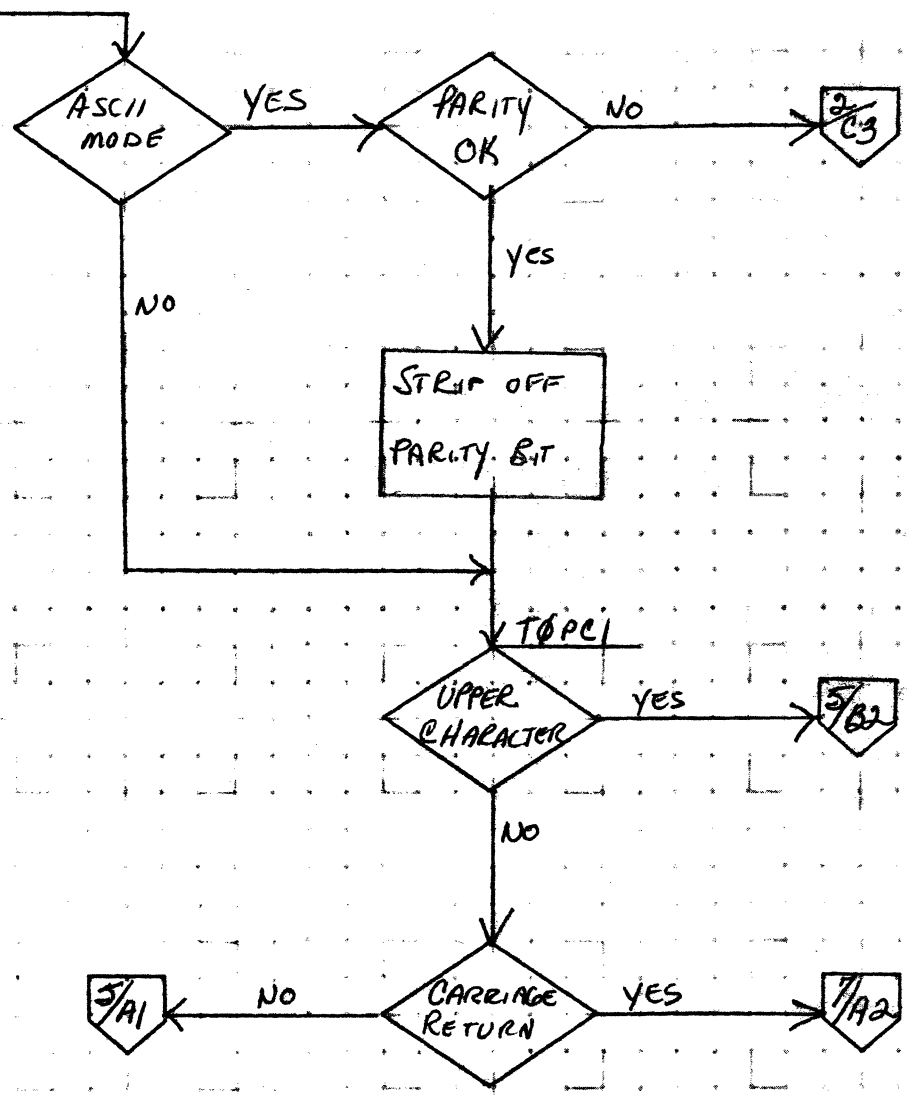 ASCII
MODE
YES
PARITY
OK
NO
2/C3
YES
NO
STRIP OFF
PARITY BIT
TØPC1
UPPER
CHARACTER
YES
5/B2
NO
CARRIAGE
RETURN
NO
5/A1
YES
7/A2